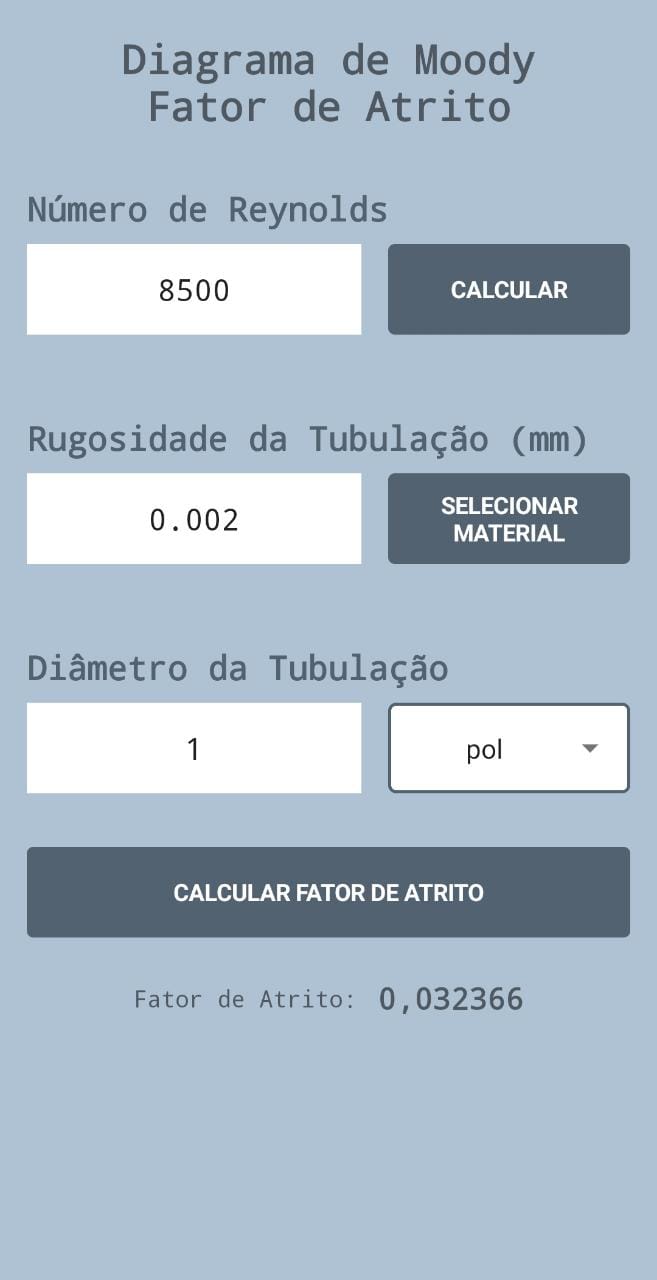 Diagrama de Moody
Fator de Atrito
Número de Reynolds
8500
CALCULAR
Rugosidade da Tubulação (mm)
0.002
SELECIONAR
MATERIAL
Diâmetro da Tubulação
1
pol
CALCULAR FATOR DE ATRITO
Fator de Atrito: 0,032366